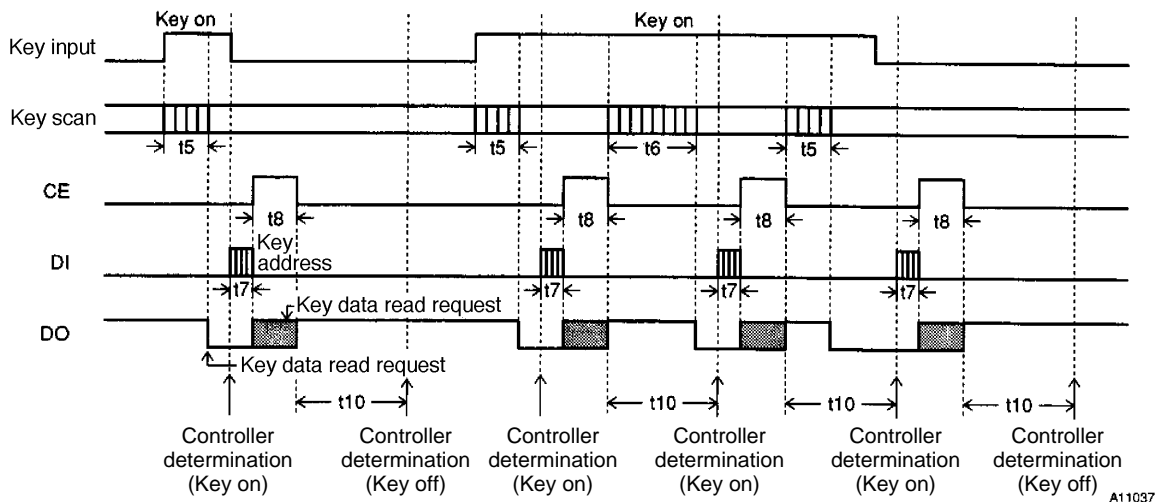 Key on
Key on
Key input
Key scan
t5
t5
t6
t5
CE
t8
t8
t8
t8
DI
Key
address
t7
t7
t7
t7
Key data read request
DO
Key data read request
t10
t10
t10
t10
Controller
determination
(Key on)
Controller
determination
(Key off)
Controller
determination
(Key on)
Controller
determination
(Key on)
Controller
determination
(Key on)
Controller
determination
(Key off)
A11037